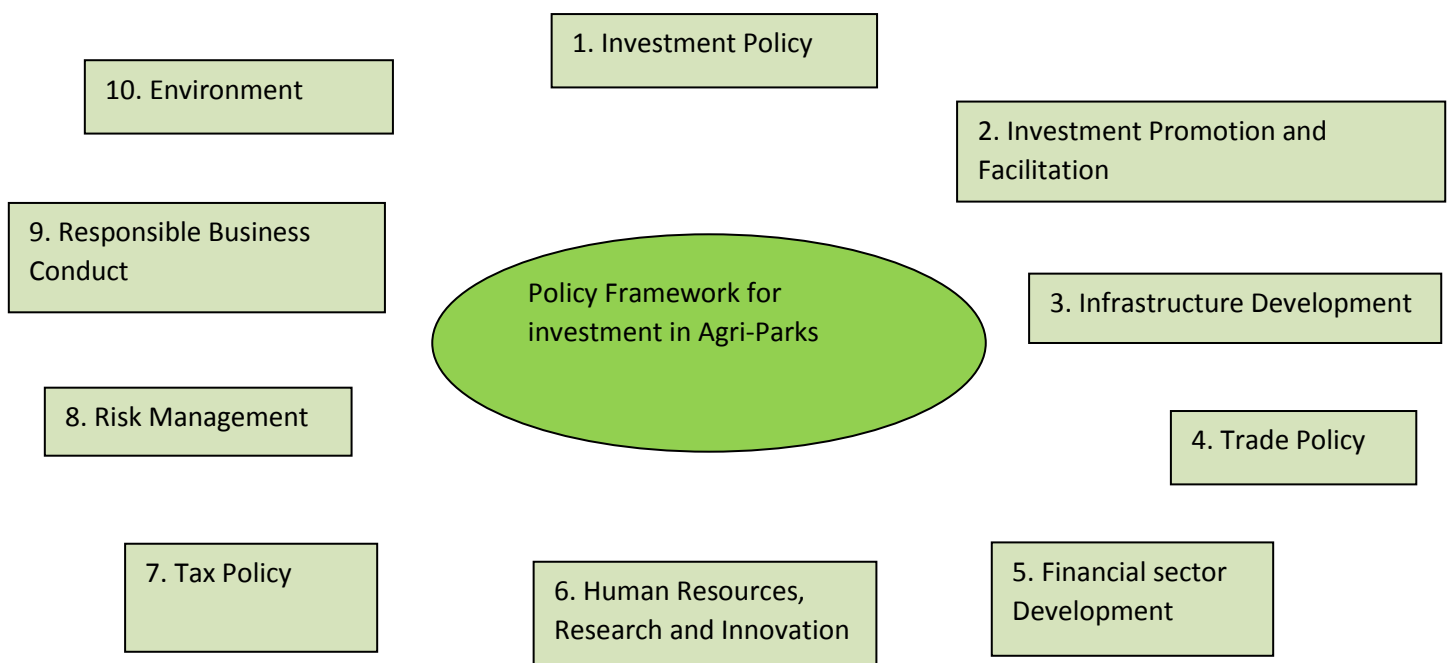 1. Investment Policy
10. Environment
2. Investment Promotion and
Facilitation
9. Responsible Business
Conduct
Policy Framework for
investment in Agri-Parks
3. Infrastructure Development
8. Risk Management
4. Trade Policy
7. Tax Policy
6. Human Resources,
Research and Innovation
5. Financial sector
Development